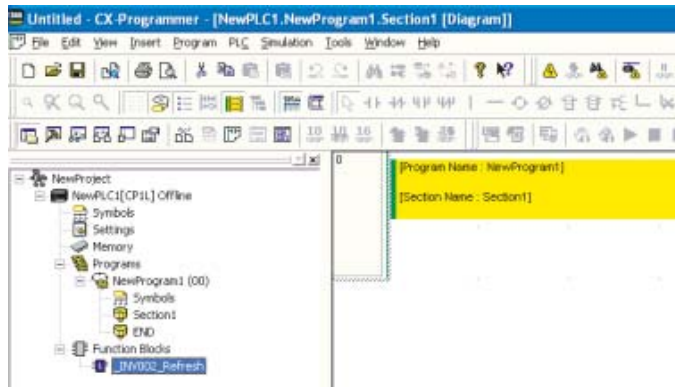 Untitled - CX-Programmer - [NewPLC1.NewProgram1.Section1 [Diagram]]
File Edit View Insert Program PLC Simulation Tools Window Help
0
[Program Name : NewProgram1]
[Section Name : Section1]
NewProject
NewPLC1[CP1L] Offline
Symbols
Settings
Memory
Programs
NewProgram1 (00)
Symbols
Section1
END
Function Blocks
_INV002_Refresh